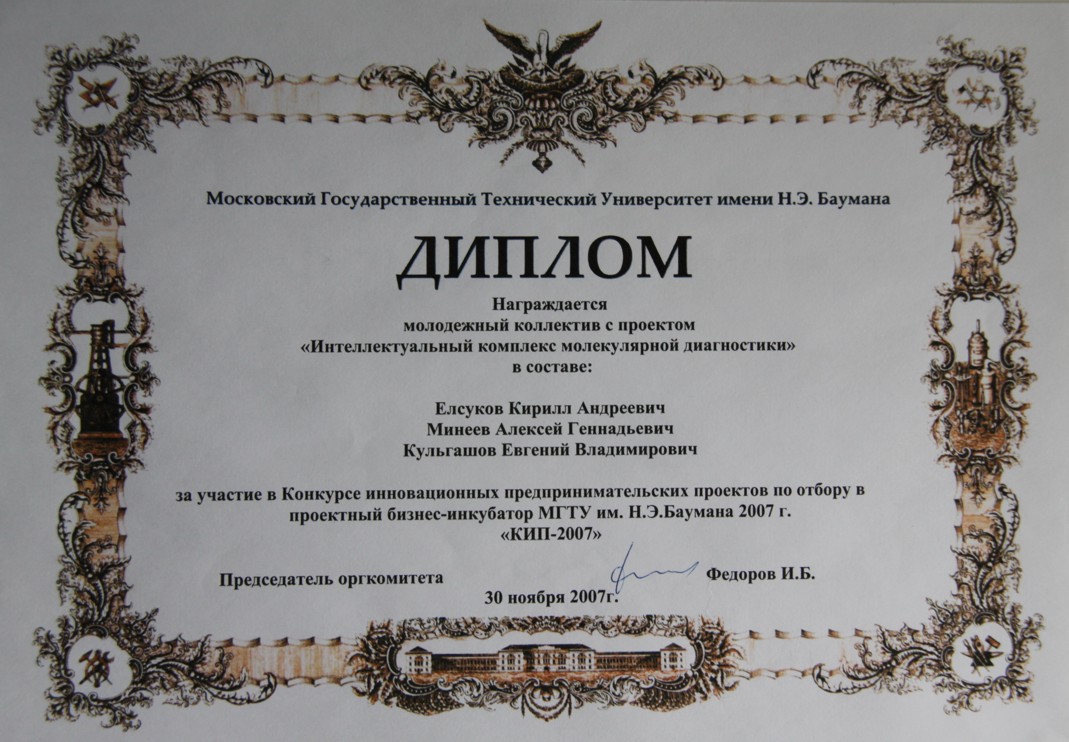 Московский Государственный Технический Университет имени Н.Э. Баумана
ДИПЛОМ
Награждается
молодежный коллектив с проектом
«Интеллектуальный комплекс молекулярной диагностики»
в составе:
Елсуков Кирилл Андреевич
Минеев Алексей Геннадьевич
Кульгашов Евгений Владимирович
за участие в Конкурсе инновационных предпринимательских проектов по отбору в
проектный бизнес-инкубатор МГТУ им. Н.Э.Баумана 2007 г.
«КИП-2007»
Председатель оргкомитета Федоров И.Б.
30 ноября 2007г.